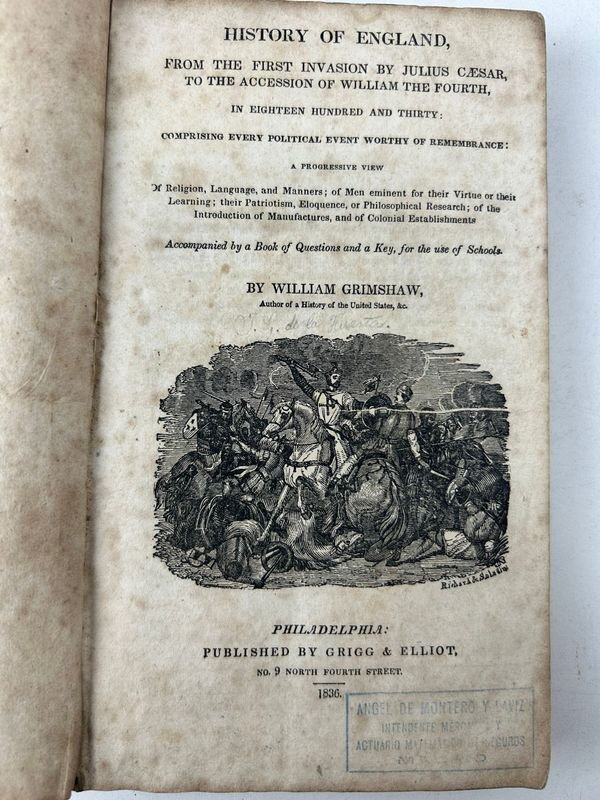 HISTORY OF ENGLAND,
FROM THE FIRST INVASION BY JULIUS CÆSAR,
TO THE ACCESSION OF WILLIAM THE FOURTH,
IN EIGHTEEN HUNDRED AND THIRTY:
COMPRISING EVERY POLITICAL EVENT WORTHY OF REMEMBRANCE:
A PROGRESSIVE VIEW
Of Religion, Language, and Manners; of Men eminent for their Virtue or their
Learning; their Patriotism, Eloquence, or Philosophical Research; of the
Introduction of Manufactures, and of Colonial Establishments
Accompanied by a Book of Questions and a Key, for the use of Schools.
BY WILLIAM GRIMSHAW,
Author of a History of the United States, &c.
Richard & Saladin
PHILADELPHIA:
PUBLISHED BY GRIGG & ELLIOT,
NO. 9 NORTH FOURTH STREET.
1836.
ANGEL DE MONTERO Y LAVIZ
INTENDENTE Y
ACTUARIO SEGUROS